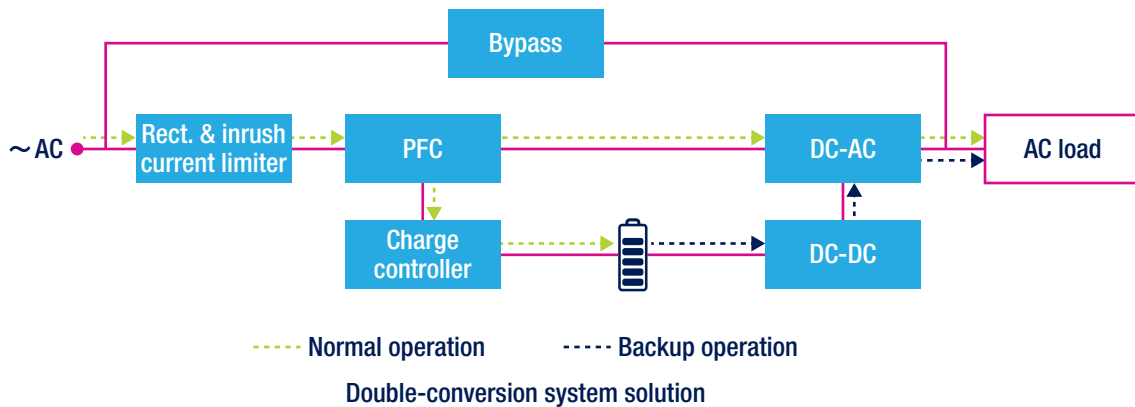 Bypass
~ AC
Rect. & inrush
current limiter
PFC
DC-AC
AC load
Charge
controller
DC-DC
Normal operation
Backup operation
Double-conversion system solution